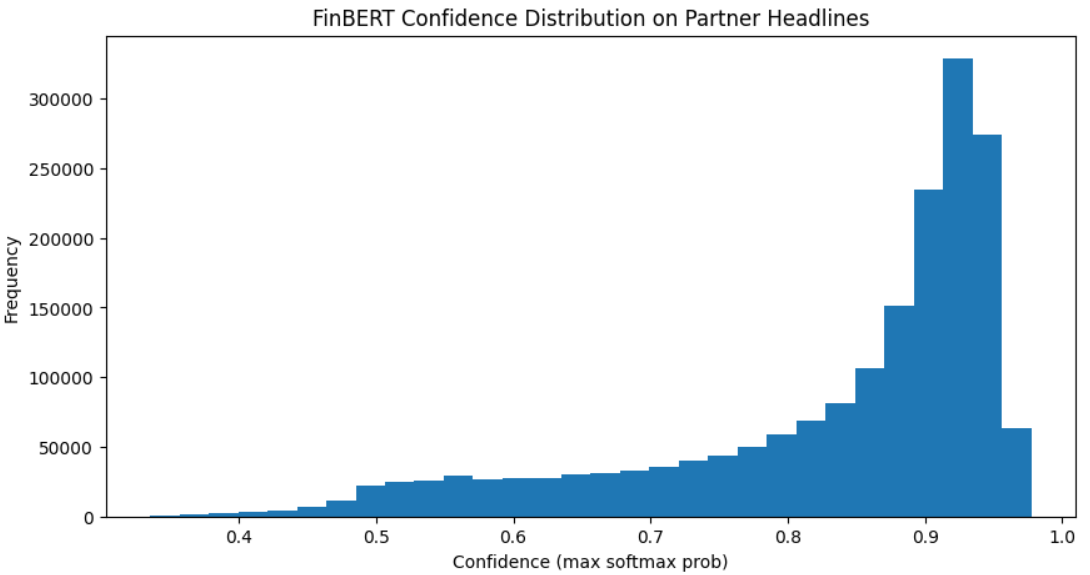 FinBERT Confidence Distribution on Partner Headlines
Frequency
300000
250000
200000
150000
100000
50000
0
0.4 0.5 0.6 0.7 0.8 0.9 1.0
Confidence (max softmax prob)